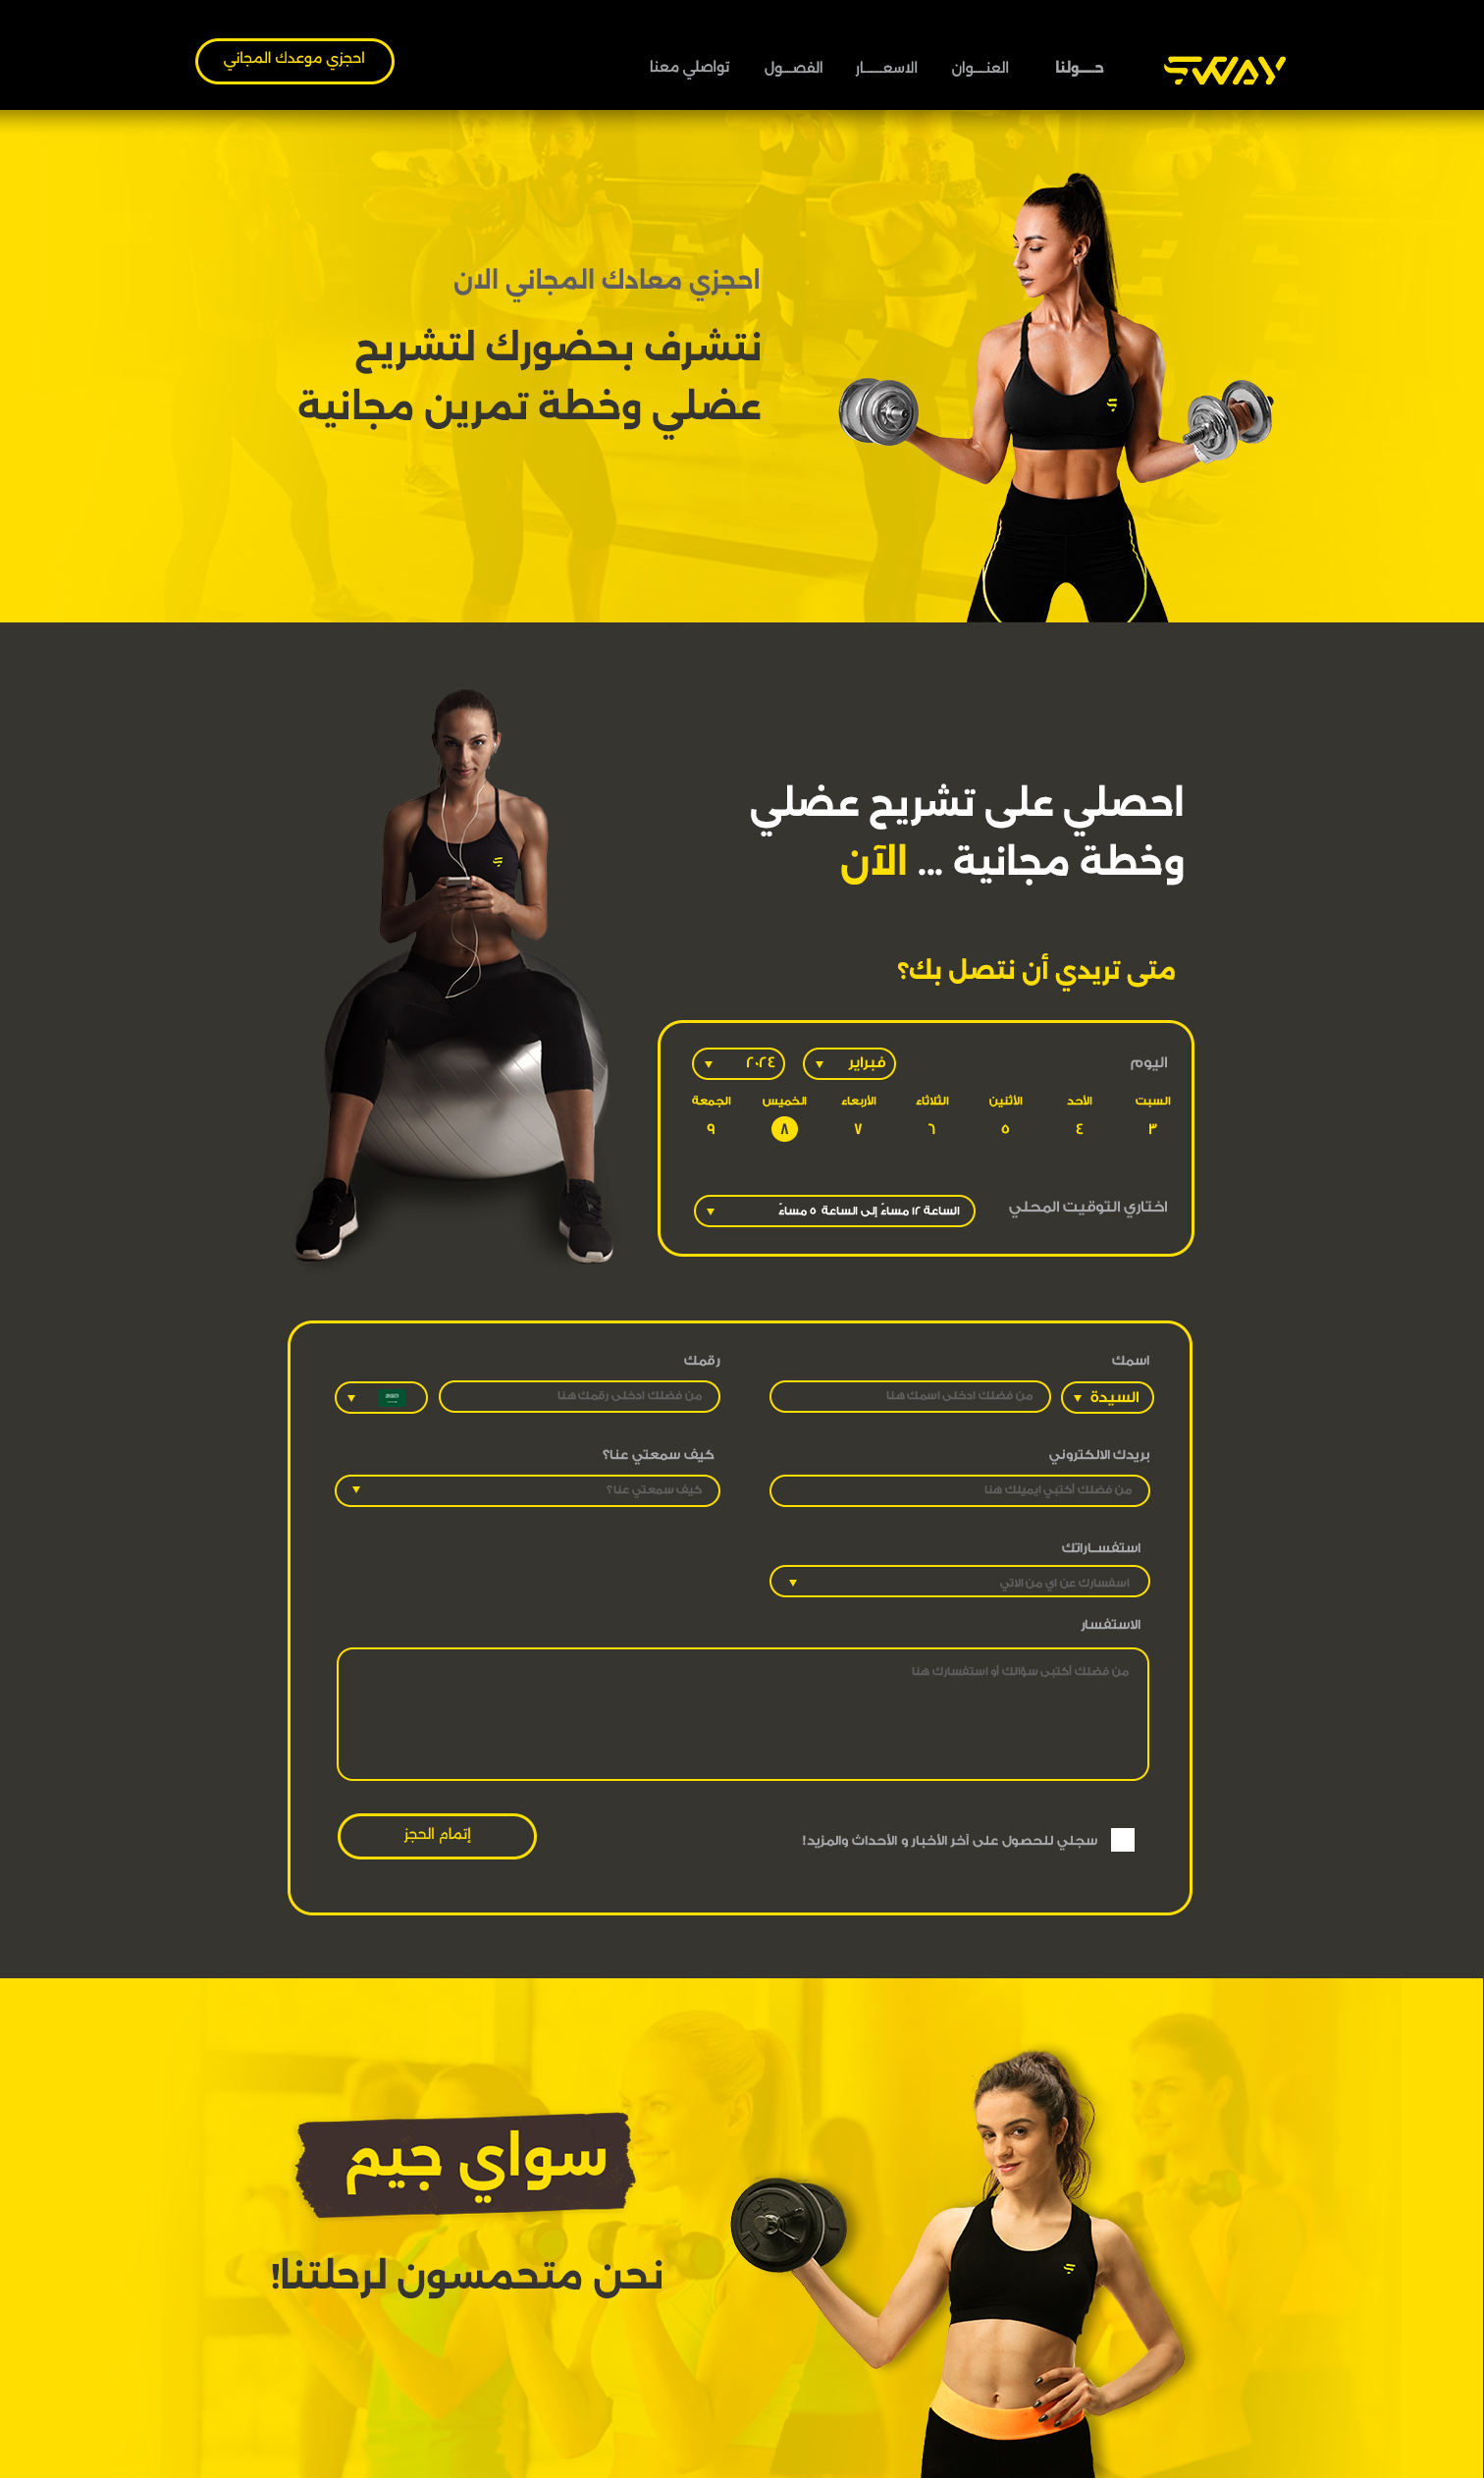 SWAY
حـــولنا
العنـــوان
الاسعـــــار
الفصـــول
تواصلي معنا
احجزي موعدك المجاني
احجزي معادك المجاني الان
نتشرف بحضورك لتشريح
عضلي وخطة تمرين مجانية
احصلي على تشريح عضلي
وخطة مجانية ... الآن
متى تريدي أن نتصل بك؟
اليوم
فبراير
٢٠٢٤
السبت الأحد الأثنين الثلاثاء الأربعاء الخميس الجمعة
٣ ٤ ٥ ٦ ٧ ٨ ٩
اختاري التوقيت المحلي
الساعة ١٢ مساءً إلى الساعة ٥ مساءً
اسمك
رقمك
السيدة
من فضلك ادخلى اسمك هنا
من فضلك ادخلى رقمك هنا
بريدك الالكتروني
كيف سمعتي عنا؟
من فضلك أكتبي ايميلك هنا
كيف سمعتي عنا؟
استفســاراتك
اسفسارك عن اي من الاتي
الاستفسار
من فضلك أكتبى سؤالك أو استفسارك هنا
سجلي للحصول على آخر الأخبار و الأحداث والمزيد!
إتمام الحجز
سواي جيم
نحن متحمسون لرحلتنا!